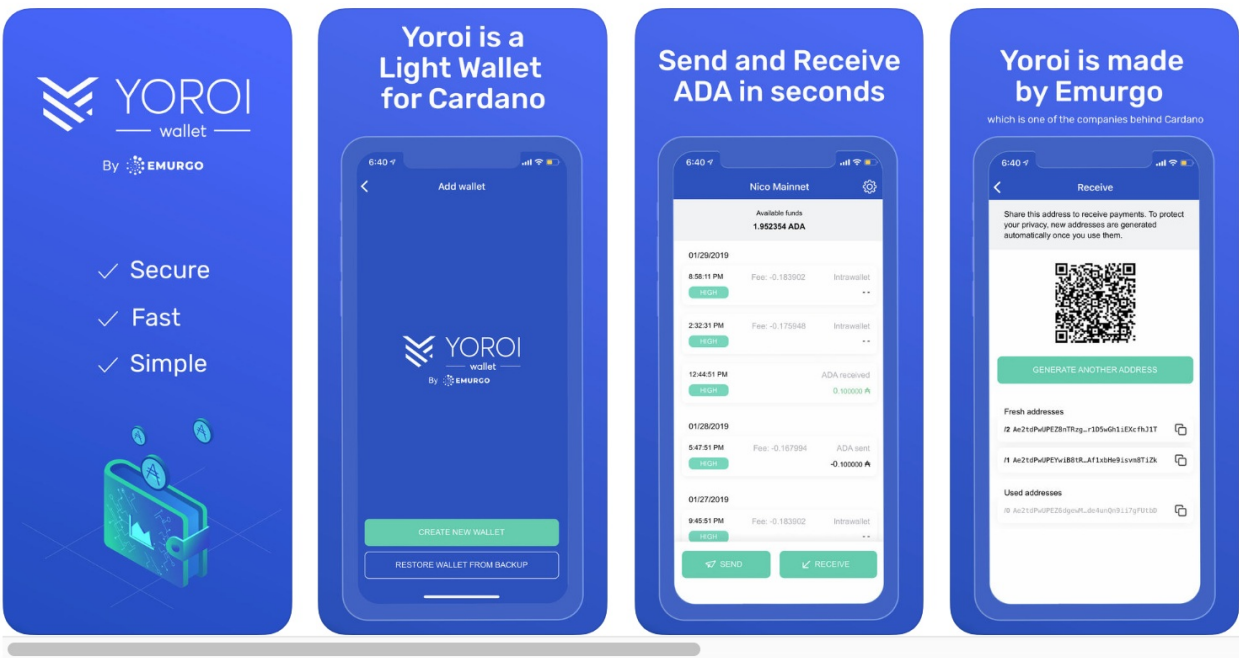 YOROI
wallet
By EMURGO
Secure
Fast
Simple
Yoroi is a
Light Wallet
for Cardano
6:40
Add wallet
YOROI
wallet
By EMURGO
CREATE NEW WALLET
RESTORE WALLET FROM BACKUP
Send and Receive
ADA in seconds
6:40
Nico Mainnet
Available funds
1.952354 ADA
01/29/2019
8:58:11 PM Fee: -0.183902 Intrawallet
HIGH - -
2:32:31 PM Fee: -0.175948 Intrawallet
HIGH - -
12:44:51 PM ADA received
HIGH 0.100000 ₳
01/28/2019
5:47:51 PM Fee: -0.167994 ADA sent
HIGH -0.100000 ₳
01/27/2019
9:45:51 PM Fee: -0.183902 Intrawallet
HIGH - -
SEND RECEIVE
Yoroi is made
by Emurgo
which is one of the companies behind Cardano
6:40
Receive
Share this address to receive payments. To protect
your privacy, new addresses are generated
automatically once you use them.
GENERATE ANOTHER ADDRESS
Fresh addresses
/2 Ae2tdPwUPEZ8nTRzg…r1D5wGh1iEXcfhJ1T
/1 Ae2tdPwUPEYwiB8tR…Af1xbHe9isvm8TiZk
Used addresses